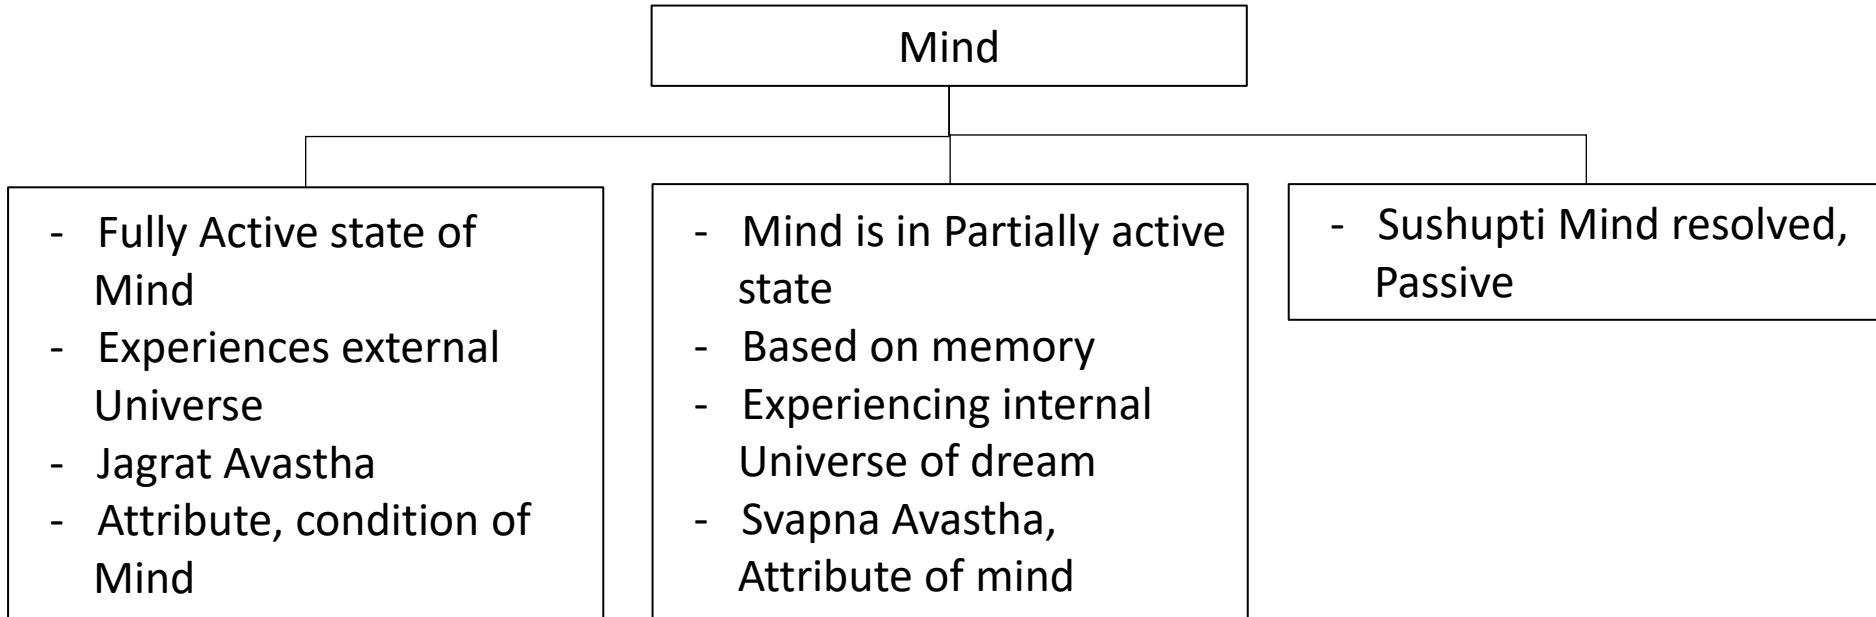 Mind
- Fully Active state of
Mind
- Experiences external
Universe
- Jagrat Avastha
- Attribute, condition of
Mind
- Mind is in Partially active
state
- Based on memory
- Experiencing internal
Universe of dream
- Svapna Avastha,
Attribute of mind
- Sushupti Mind resolved,
Passive